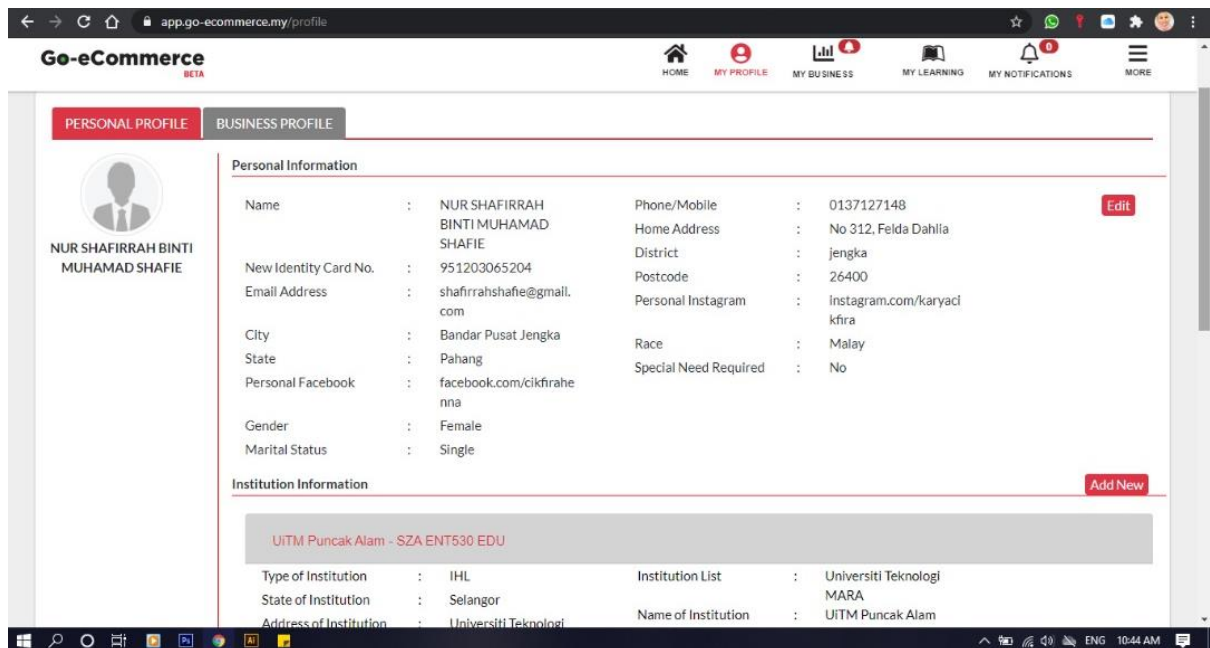 app.go-ecommerce.my/profile
Go-eCommerce
BETA
HOME
MY PROFILE
MY BUSINESS
MY LEARNING
0
MY NOTIFICATIONS
MORE
PERSONAL PROFILE
BUSINESS PROFILE
NUR SHAFIRRAH BINTI
MUHAMAD SHAFIE
Personal Information
Name : NUR SHAFIRRAH
BINTI MUHAMAD
SHAFIE
New Identity Card No. : 951203065204
Email Address : shafirrahshafie@gmail.
com
City : Bandar Pusat Jengka
State : Pahang
Personal Facebook : facebook.com/cikfirahe
nna
Gender : Female
Marital Status : Single
Phone/Mobile : 0137127148
Home Address : No 312, Felda Dahlia
District : jengka
Postcode : 26400
Personal Instagram : instagram.com/karyaci
kfira
Race : Malay
Special Need Required : No
Edit
Institution Information
Add New
UiTM Puncak Alam - SZA ENT530 EDU
Type of Institution : IHL
State of Institution : Selangor
Address of Institution : Universiti Teknologi
Institution List : Universiti Teknologi
MARA
Name of Institution : UiTM Puncak Alam
Ps
Ai
ENG
10:44 AM